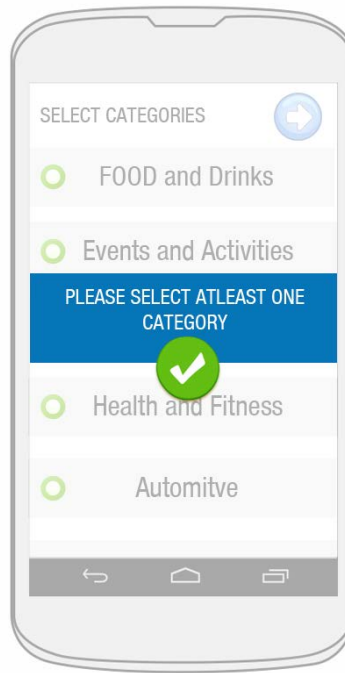 SELECT CATEGORIES
FOOD and Drinks
Events and Activities
PLEASE SELECT ATLEAST ONE
CATEGORY
Health and Fitness
Automitve